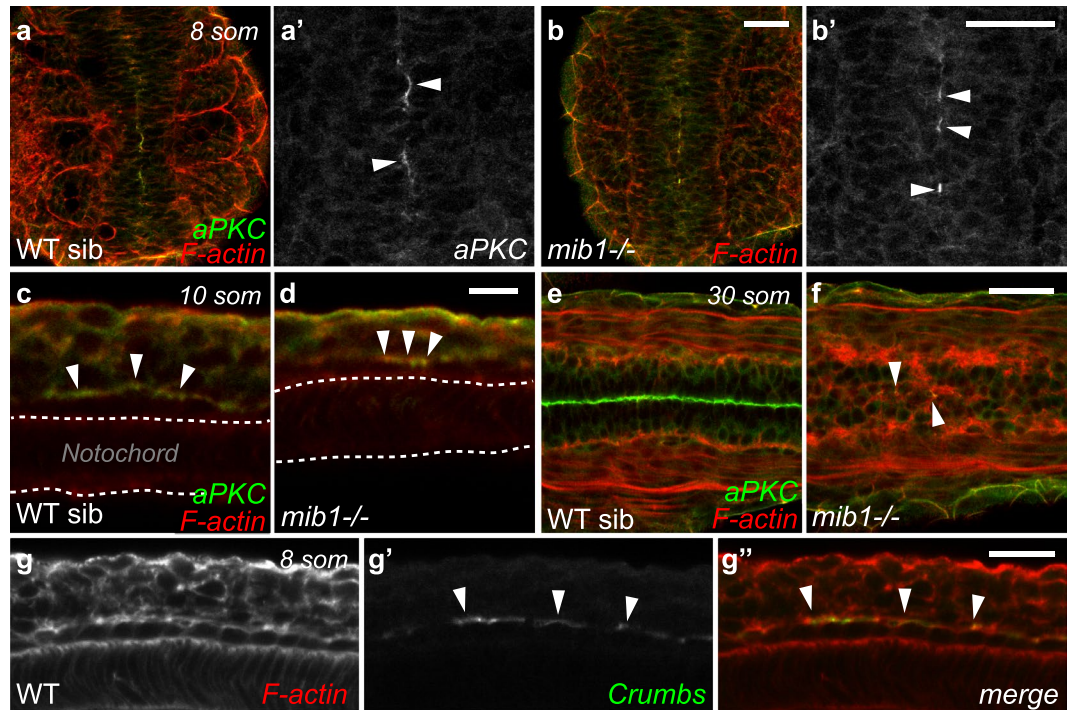 a 8 som
aPKC
WT sib F-actin
a’
aPKC
b
mib1-/- F-actin
b’
c 10 som
Notochord
aPKC
WT sib F-actin
d
mib1-/-
e 30 som
aPKC
WT sib F-actin
f
mib1-/-
g 8 som
WT F-actin
g’
Crumbs
g’’
merge